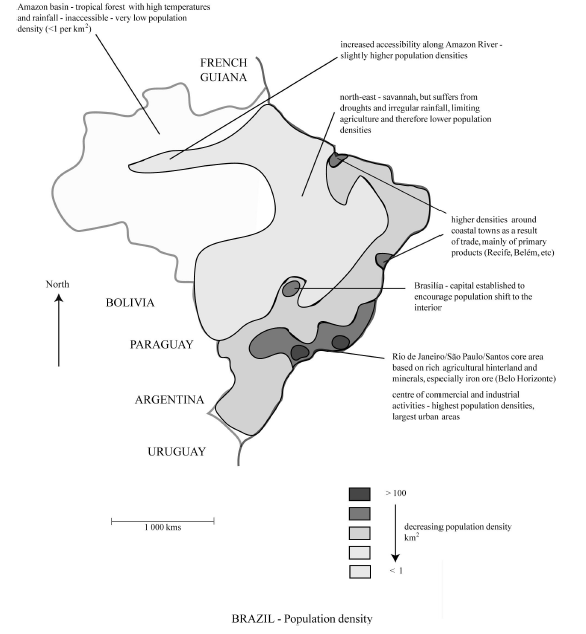 Amazon basin - tropical forest with high temperatures
and rainfall - inaccessible - very low population
density (<1 per km²)
increased accessibility along Amazon River -
slightly higher population densities
FRENCH
GUIANA
north-east - savannah, but suffers from
droughts and irregular rainfall, limiting
agriculture and therefore lower population
densities
higher densities around
coastal towns as a result
of trade, mainly of primary
products (Recife, Belém, etc)
North
BOLIVIA
Brasilia - capital established to
encourage population shift to the
interior
PARAGUAY
Rio de Janeiro/São Paulo/Santos core area
based on rich agricultural hinterland and
minerals, especially iron ore (Belo Horizonte)
centre of commercial and industrial
activities - highest population densities,
largest urban areas
ARGENTINA
URUGUAY
> 100
decreasing population density
km²
< 1
1 000 kms
BRAZIL - Population density